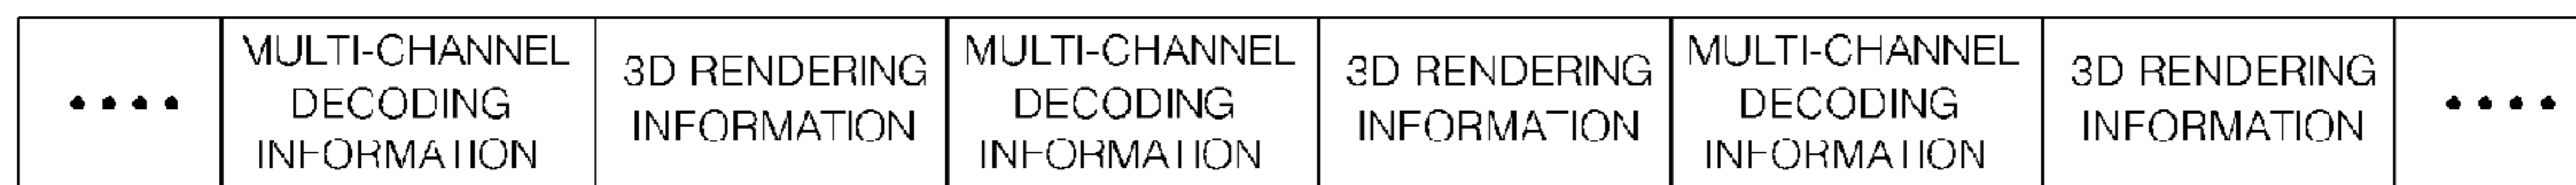 ....
MULTI-CHANNEL
DECODING
INFORMATION
3D RENDERING
INFORMATION
MULTI-CHANNEL
DECODING
INFORMATION
3D RENDERING
INFORMATION
MULTI-CHANNEL
DECODING
INFORMATION
3D RENDERING
INFORMATION
....